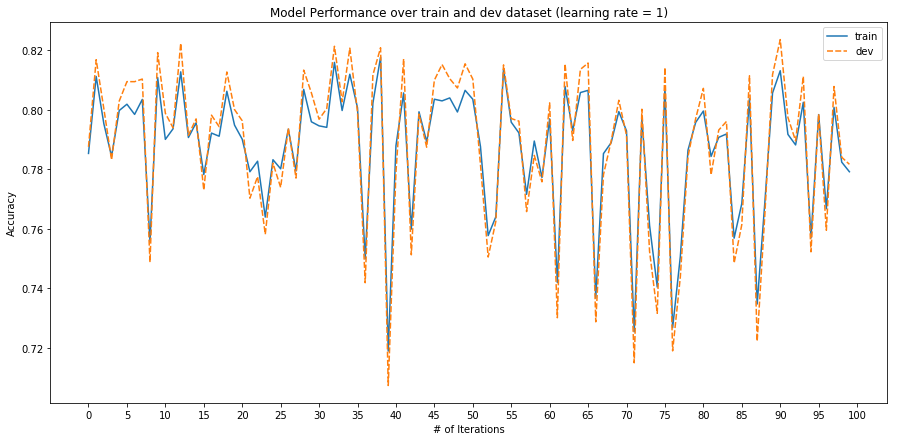 Model Performance over train and dev dataset (learning rate = 1)
train
dev
0.82
0.80
0.78
0.76
0.74
0.72
Accuracy
0 5 10 15 20 25 30 35 40 45 50 55 60 65 70 75 80 85 90 95 100
# of Iterations